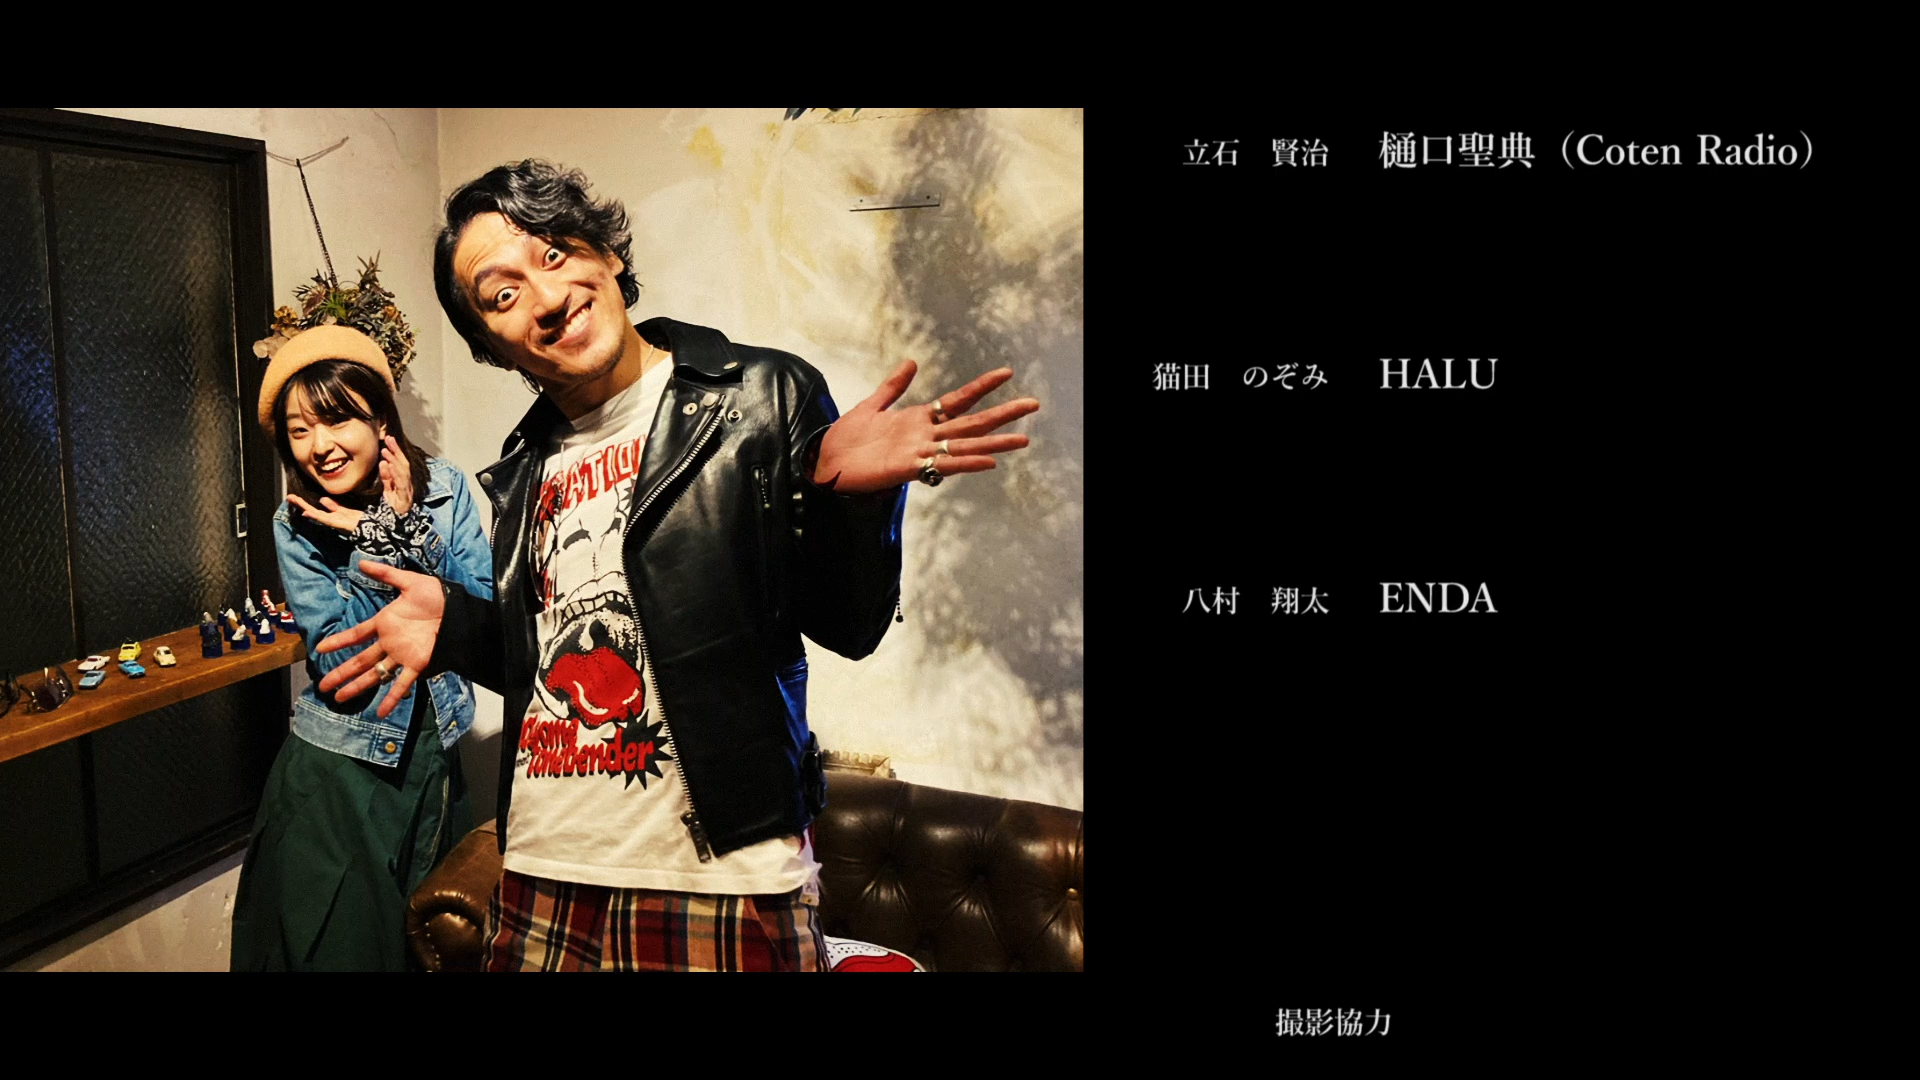 立石　賢治　樋口聖典（Coten Radio）
猫田　のぞみ　HALU
八村　翔太　ENDA
撮影協力
Tonebender